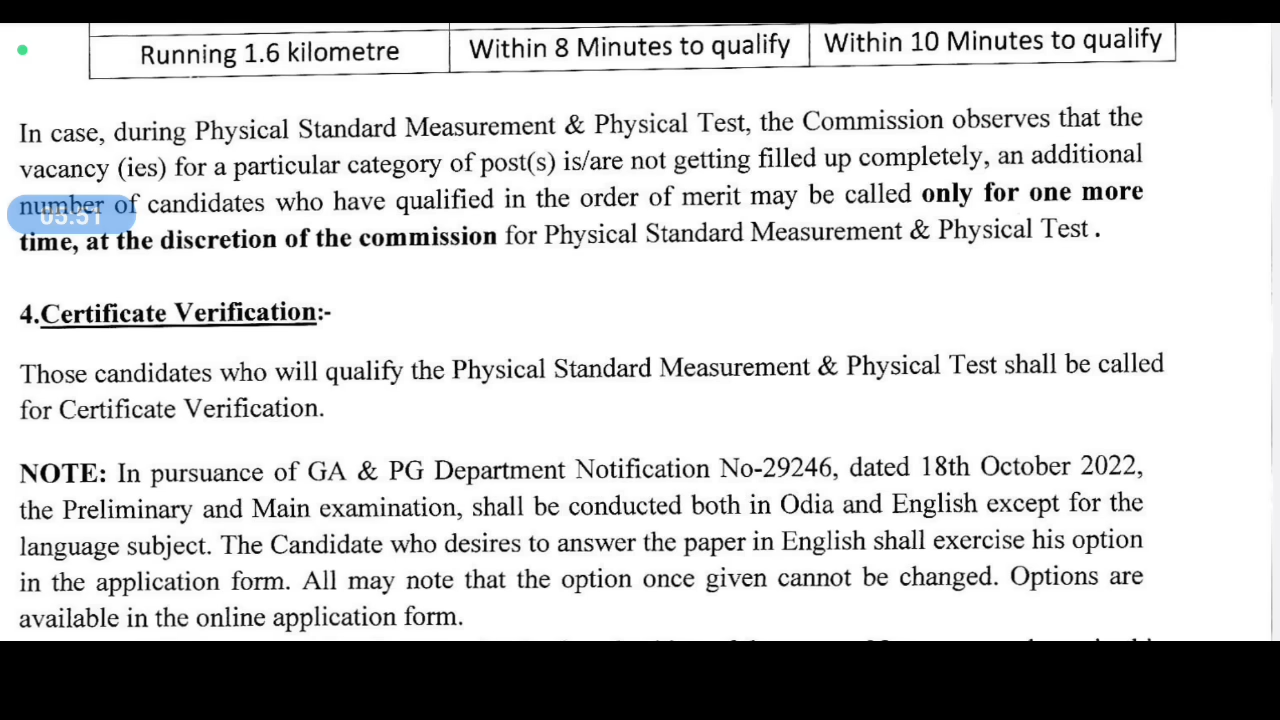 Running 1.6 kilometre Within 8 Minutes to qualify Within 10 Minutes to qualify
In case, during Physical Standard Measurement & Physical Test, the Commission observes that the
vacancy (ies) for a particular category of post(s) is/are not getting filled up completely, an additional
number of candidates who have qualified in the order of merit may be called only for one more
time, at the discretion of the commission for Physical Standard Measurement & Physical Test .
4.Certificate Verification:-
Those candidates who will qualify the Physical Standard Measurement & Physical Test shall be called
for Certificate Verification.
NOTE: In pursuance of GA & PG Department Notification No-29246, dated 18th October 2022,
the Preliminary and Main examination, shall be conducted both in Odia and English except for the
language subject. The Candidate who desires to answer the paper in English shall exercise his option
in the application form. All may note that the option once given cannot be changed. Options are
available in the online application form.